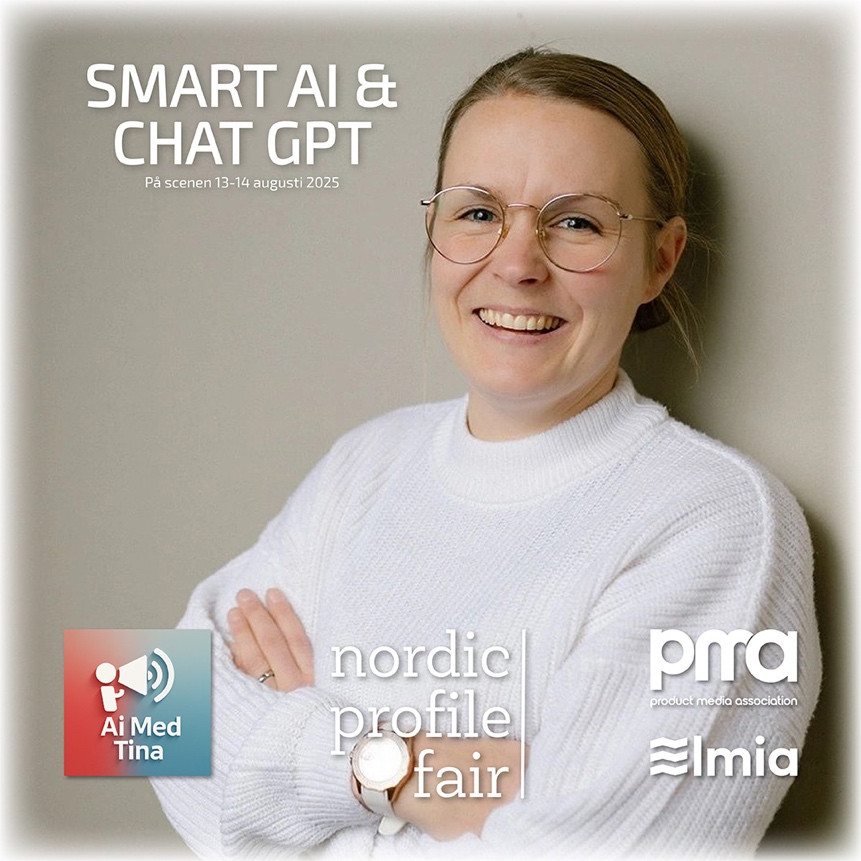 SMART AI &
CHAT GPT
På scenen 13-14 augusti 2025
Ai Med
Tina
nordic
profile
fair
pma
product media association
Elmia